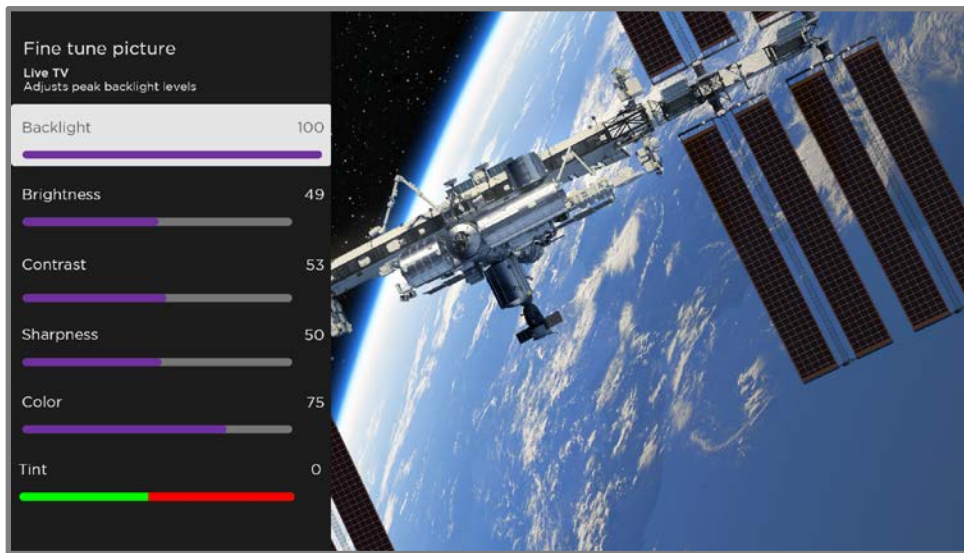 Fine tune picture
Live TV
Adjusts peak backlight levels
Backlight 100
Brightness 49
Contrast 53
Sharpness 50
Color 75
Tint 0